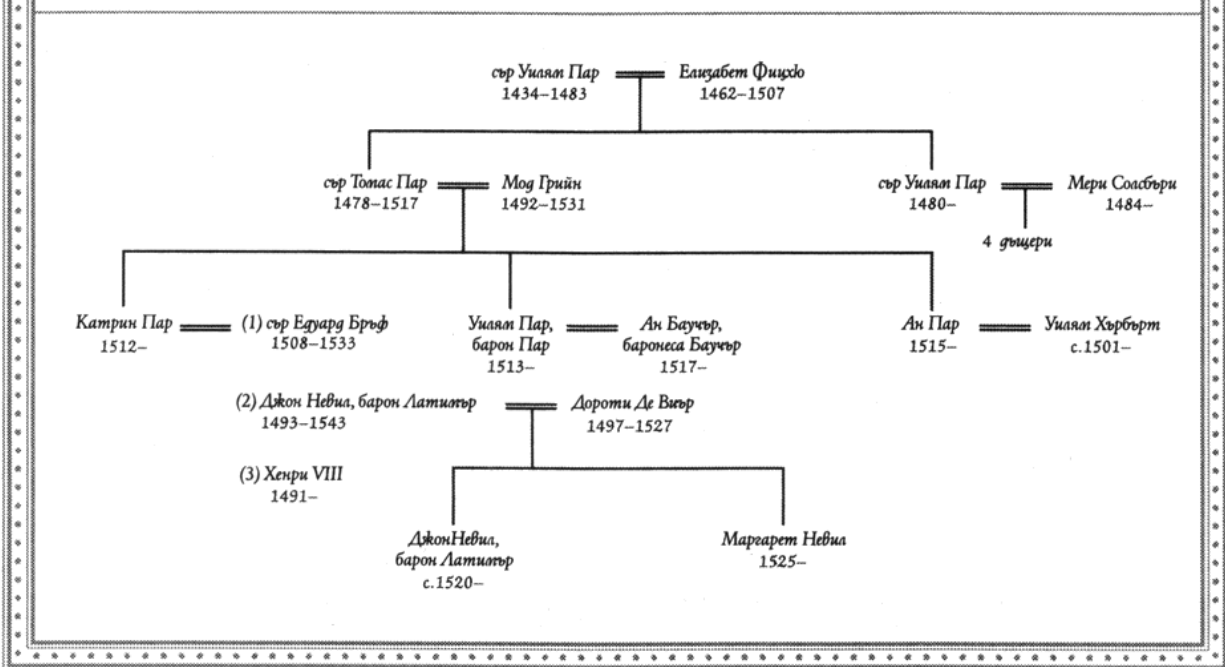 сър Уилям Пар
1434–1483
Елизабет Фицхю
1462–1507
сър Томас Пар
1478–1517
Мод Грийн
1492–1531
сър Уилям Пар
1480–
Мери Солсбъри
1484–
4 дъщери
Катрин Пар
1512–
(1) сър Едуард Бръф
1508–1533
Уилям Пар,
барон Пар
1513–
Ан Баучър,
баронеса Баучър
1517–
Ан Пар
1515–
Уилям Хърбърт
с.1501–
(2) Джон Невил, барон Латимър
1493–1543
Дороти Де Виър
1497–1527
(3) Хенри VIII
1491–
ДжонНевил,
барон Латимър
с.1520–
Маргарет Невил
1525–